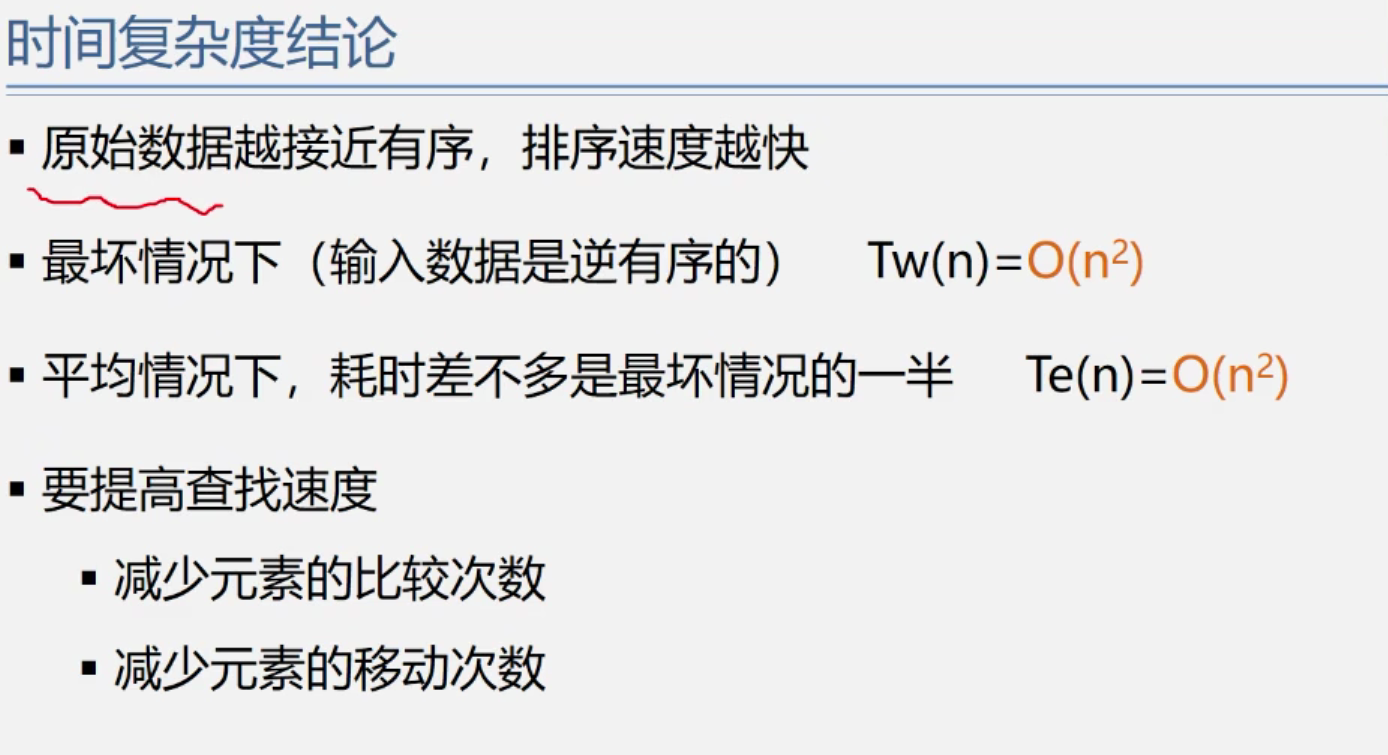 时间复杂度结论
▪ 原始数据越接近有序，排序速度越快
▪ 最坏情况下（输入数据是逆有序的） Tw(n)=O(n²)
▪ 平均情况下，耗时差不多是最坏情况的一半 Te(n)=O(n²)
▪ 要提高查找速度
▪ 减少元素的比较次数
▪ 减少元素的移动次数